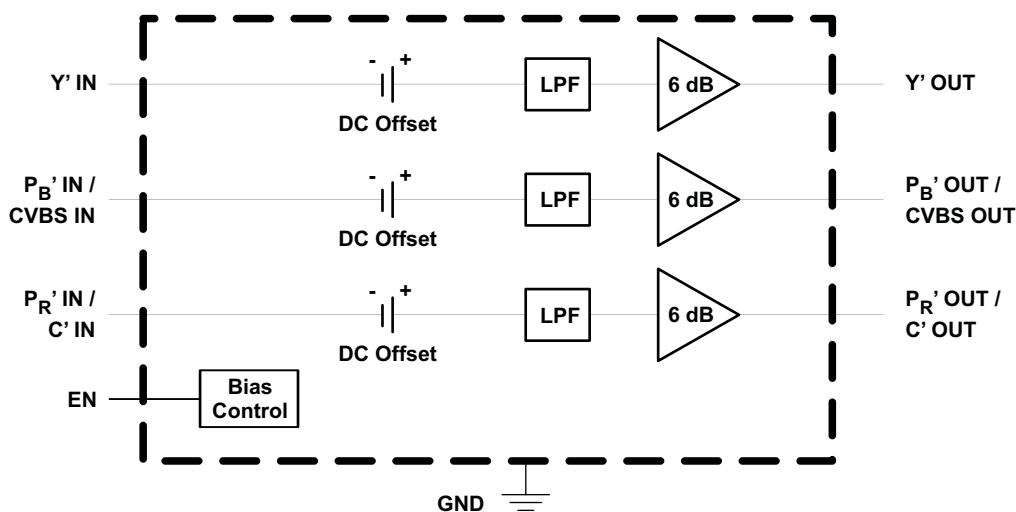 - +
Y’ IN
LPF
6 dB
Y’ OUT
DC Offset
- +
P_B’ IN /
CVBS IN
LPF
6 dB
P_B’ OUT /
CVBS OUT
DC Offset
- +
P_R’ IN /
C’ IN
LPF
6 dB
P_R’ OUT /
C’ OUT
DC Offset
EN
Bias
Control
GND